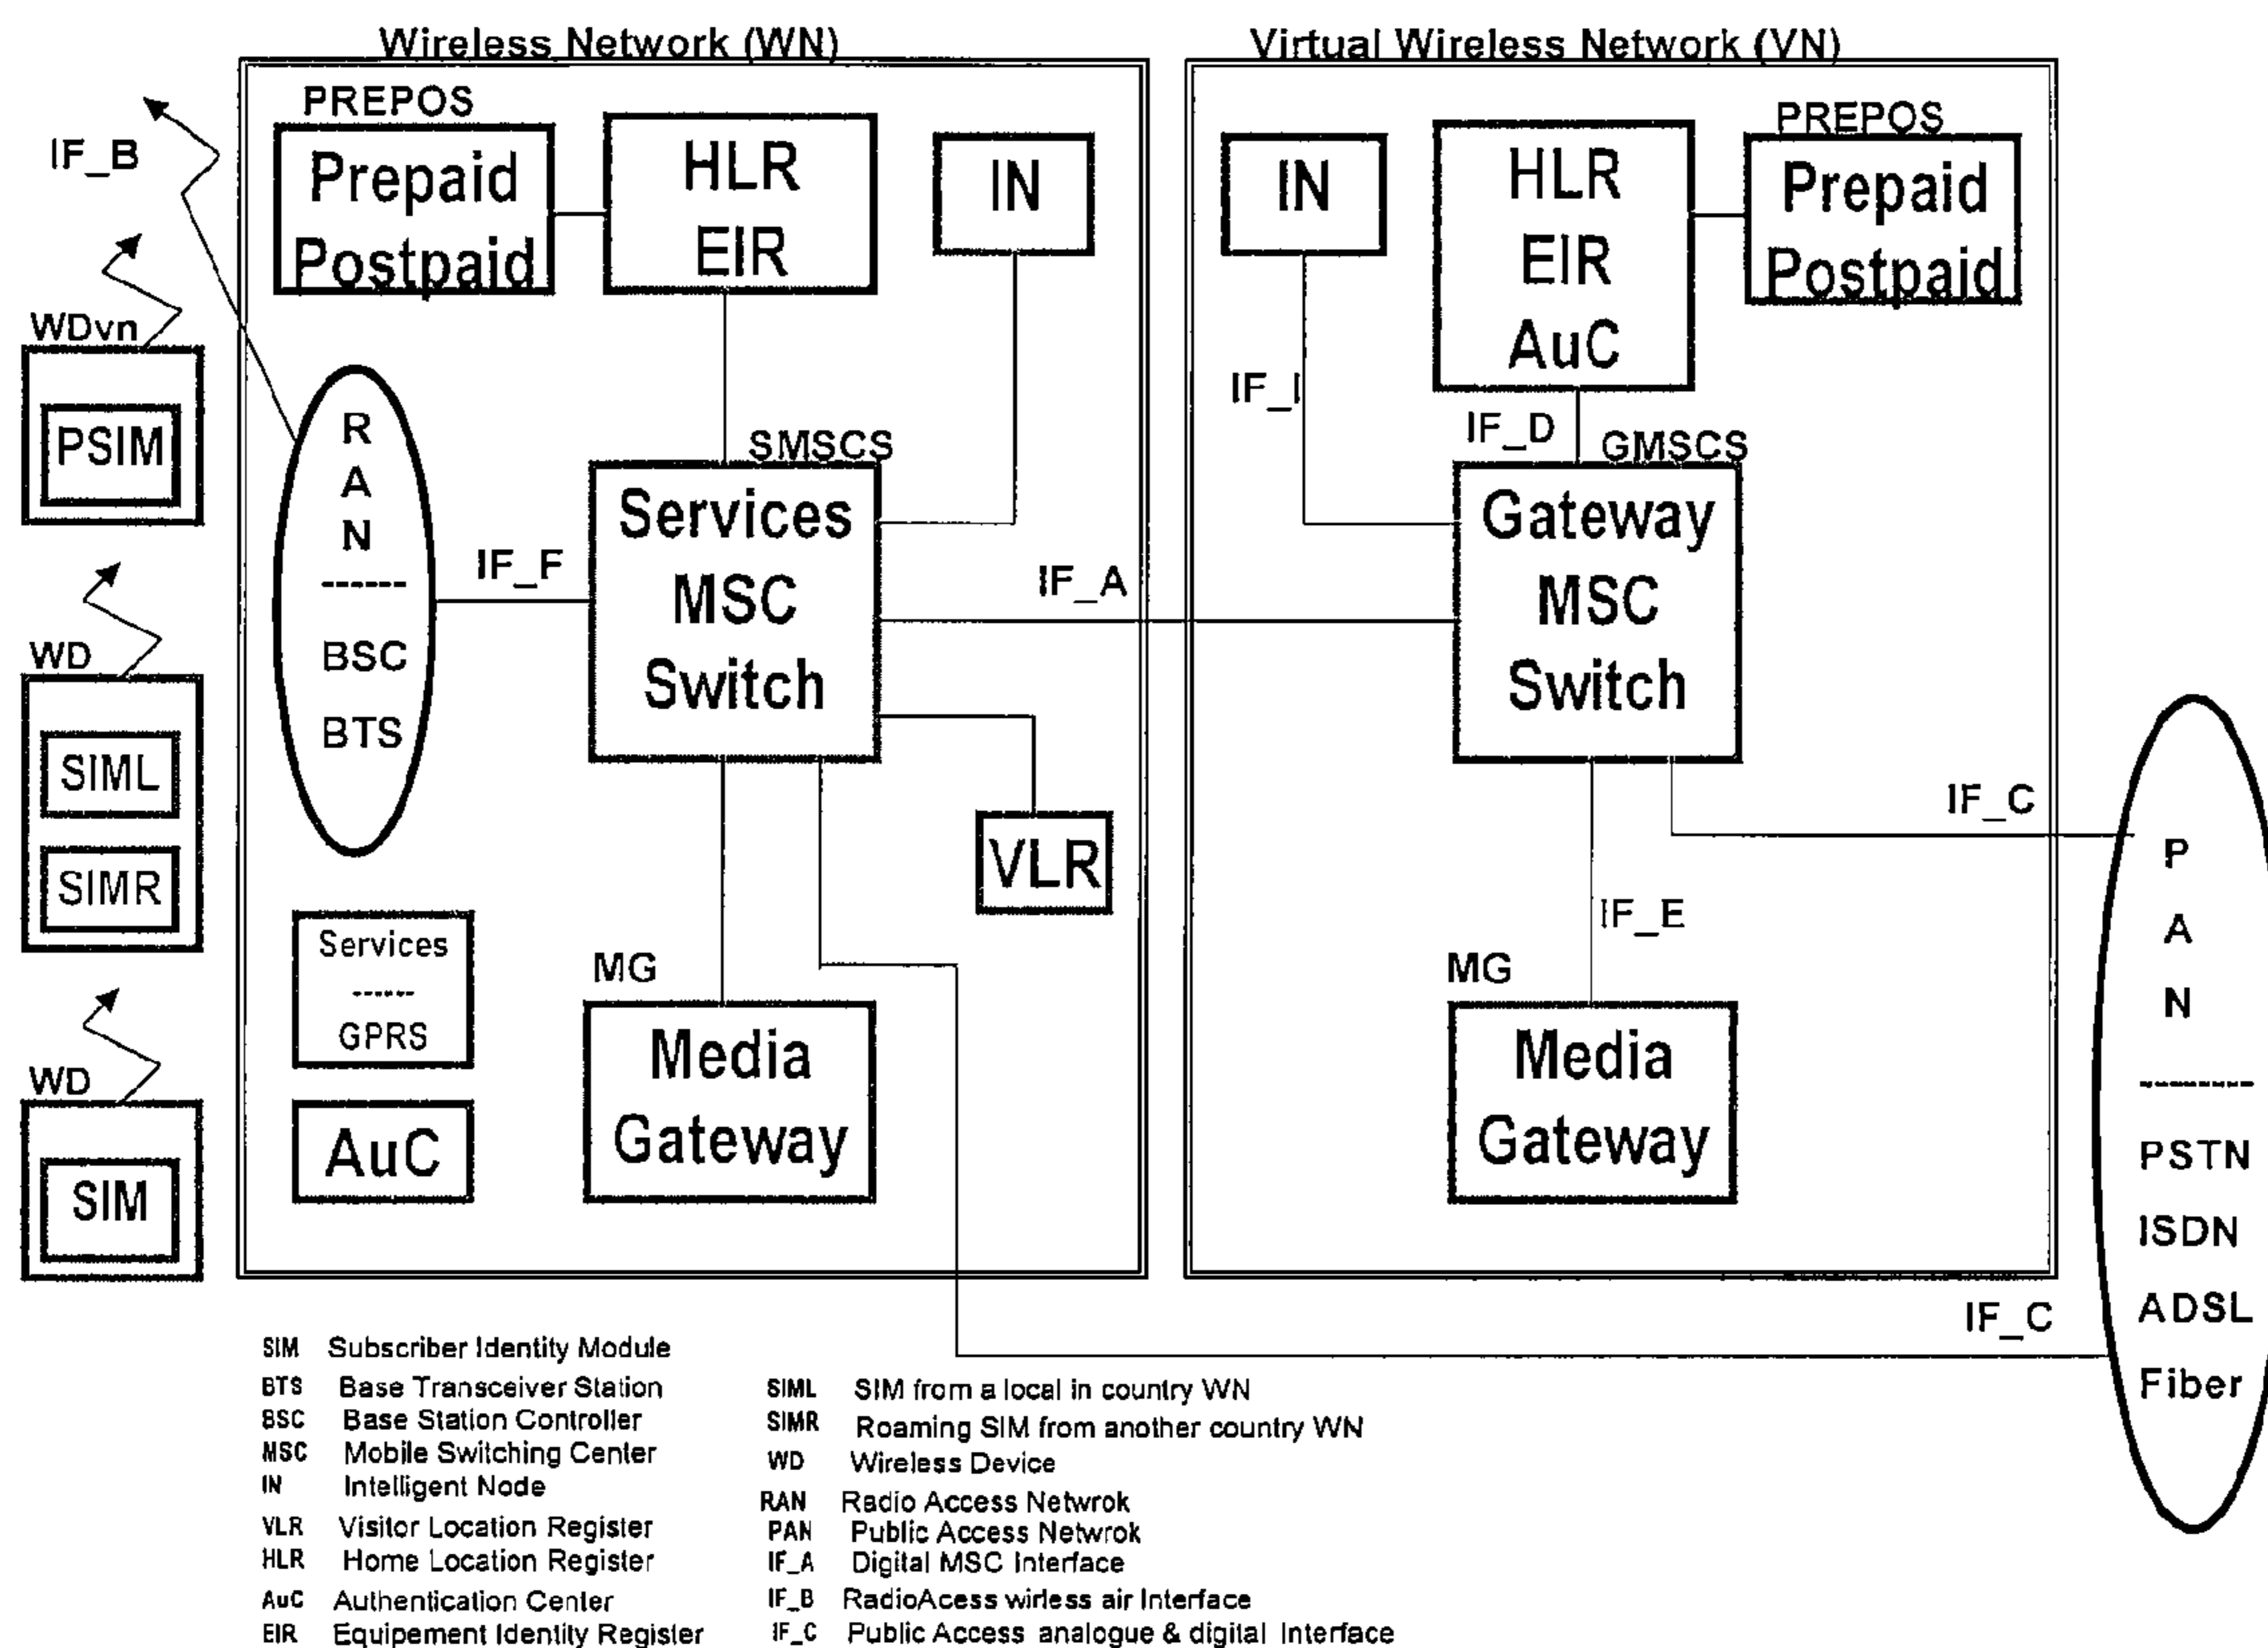 Wireless Network (WN)
Virtual Wireless Network (VN)
IF_B
WDvn
PSIM
WD
SIML
SIMR
WD
SIM
PREPOS
Prepaid
Postpaid
HLR
EIR
IN
R
A
N
------
BSC
BTS
IF_F
SMSCS
Services
MSC
Switch
IF_A
VLR
Services
------
GPRS
AuC
MG
Media
Gateway
IN
HLR
EIR
AuC
PREPOS
Prepaid
Postpaid
IF_I
IF_D
GMSCS
Gateway
MSC
Switch
IF_C
IF_E
MG
Media
Gateway
IF_C
P
A
N
----------
PSTN
ISDN
ADSL
Fiber
SIM Subscriber Identity Module
BTS Base Transceiver Station
BSC Base Station Controller
MSC Mobile Switching Center
IN Intelligent Node
VLR Visitor Location Register
HLR Home Location Register
AuC Authentication Center
EIR Equipement Identity Register
SIML SIM from a local in country WN
SIMR Roaming SIM from another country WN
WD Wireless Device
RAN Radio Access Netwrok
PAN Public Access Netwrok
IF_A Digital MSC Interface
IF_B RadioAcess wirless air Interface
IF_C Public Access analogue & digital Interface